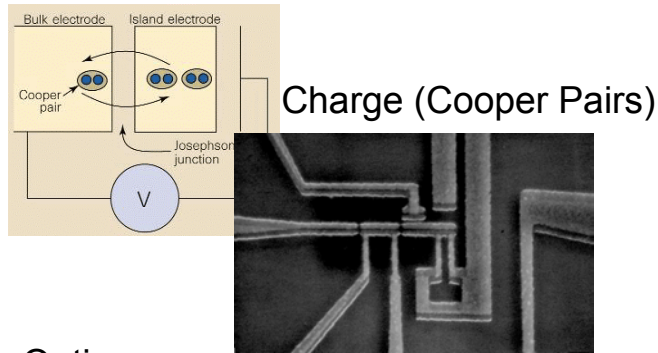 Bulk electrode Island electrode
Cooper
pair
Charge (Cooper Pairs)
Josephson
junction
V